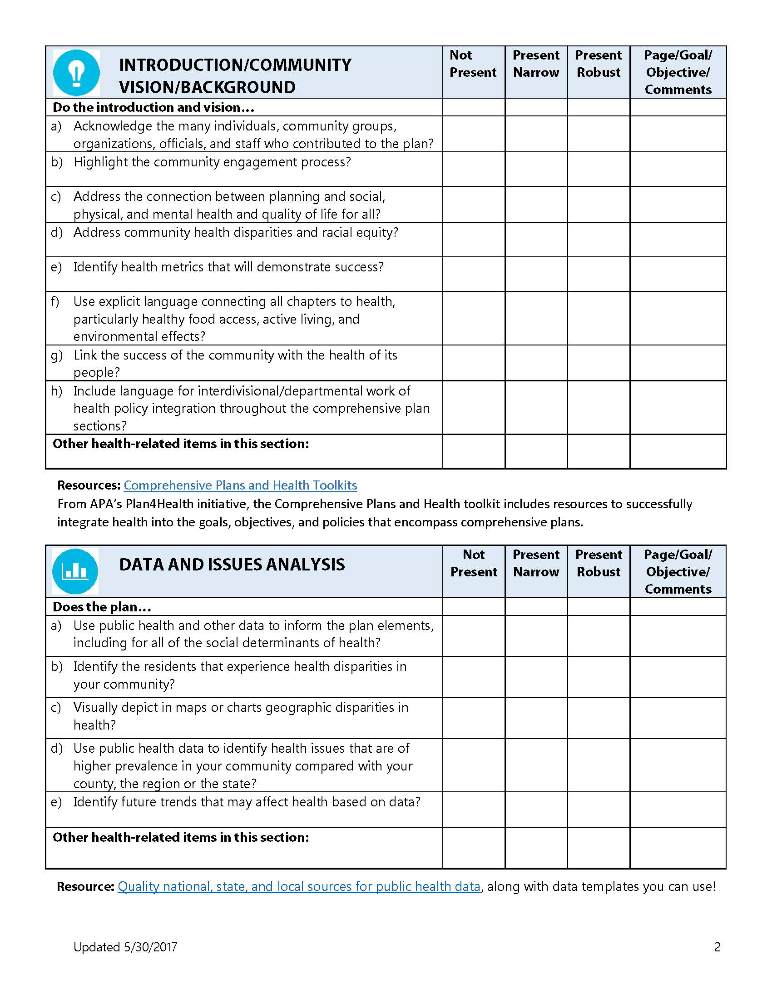 INTRODUCTION/COMMUNITY
VISION/BACKGROUND
Not
Present
Present
Narrow
Present
Robust
Page/Goal/
Objective/
Comments
Do the introduction and vision...
a) Acknowledge the many individuals, community groups,
organizations, officials, and staff who contributed to the plan?
b) Highlight the community engagement process?
c) Address the connection between planning and social,
physical, and mental health and quality of life for all?
d) Address community health disparities and racial equity?
e) Identify health metrics that will demonstrate success?
f) Use explicit language connecting all chapters to health,
particularly healthy food access, active living, and
environmental effects?
g) Link the success of the community with the health of its
people?
h) Include language for interdivisional/departmental work of
health policy integration throughout the comprehensive plan
sections?
Other health-related items in this section:
Resources: Comprehensive Plans and Health Toolkits
From APA’s Plan4Health initiative, the Comprehensive Plans and Health toolkit includes resources to successfully
integrate health into the goals, objectives, and policies that encompass comprehensive plans.
DATA AND ISSUES ANALYSIS
Not
Present
Present
Narrow
Present
Robust
Page/Goal/
Objective/
Comments
Does the plan...
a) Use public health and other data to inform the plan elements,
including for all of the social determinants of health?
b) Identify the residents that experience health disparities in
your community?
c) Visually depict in maps or charts geographic disparities in
health?
d) Use public health data to identify health issues that are of
higher prevalence in your community compared with your
county, the region or the state?
e) Identify future trends that may affect health based on data?
Other health-related items in this section:
Resource: Quality national, state, and local sources for public health data, along with data templates you can use!
Updated 5/30/2017 2